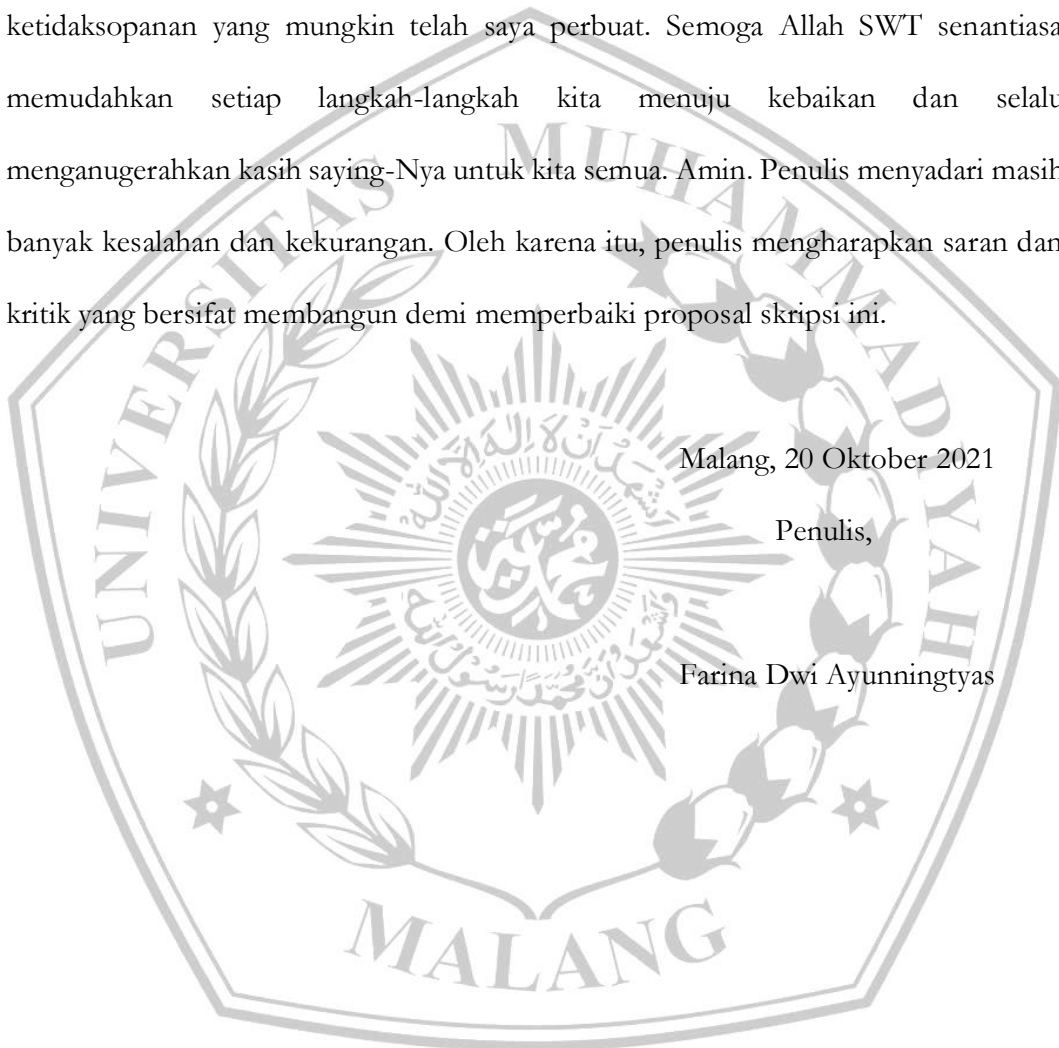 ketidaksopanan yang mungkin telah saya perbuat. Semoga Allah SWT senantiasa
memudahkan setiap langkah-langkah kita menuju kebaikan dan selalu
menganugerahkan kasih saying-Nya untuk kita semua. Amin. Penulis menyadari masih
banyak kesalahan dan kekurangan. Oleh karena itu, penulis mengharapkan saran dan
kritik yang bersifat membangun demi memperbaiki proposal skripsi ini.
Malang, 20 Oktober 2021
Penulis,
Farina Dwi Ayunningtyas
UNIVERSITAS MUHAMMADIYAH
MALANG